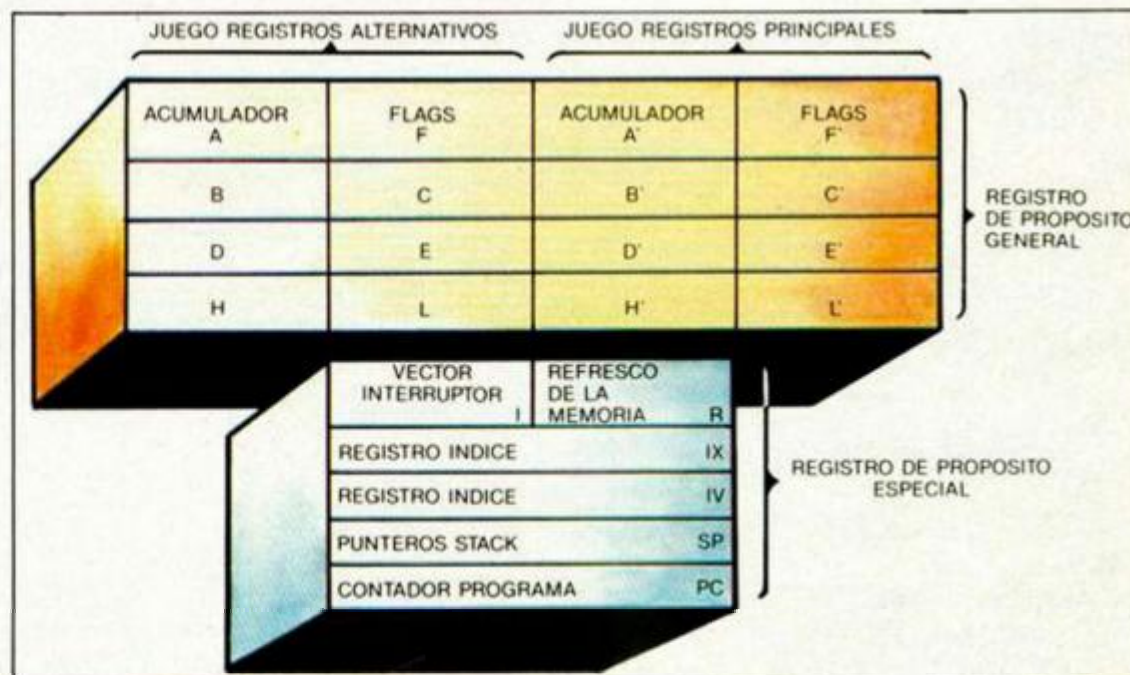 JUEGO REGISTROS ALTERNATIVOS
JUEGO REGISTROS PRINCIPALES
ACUMULADOR
A
FLAGS
F
ACUMULADOR
A'
FLAGS
F'
B
C
B'
C'
D
E
D'
E'
H
L
H'
L'
REGISTRO
DE PROPOSITO
GENERAL
VECTOR
INTERRUPTOR
I
REFRESCO
DE LA
MEMORIA R
REGISTRO INDICE IX
REGISTRO INDICE IV
PUNTEROS STACK SP
CONTADOR PROGRAMA PC
REGISTRO DE PROPOSITO
ESPECIAL